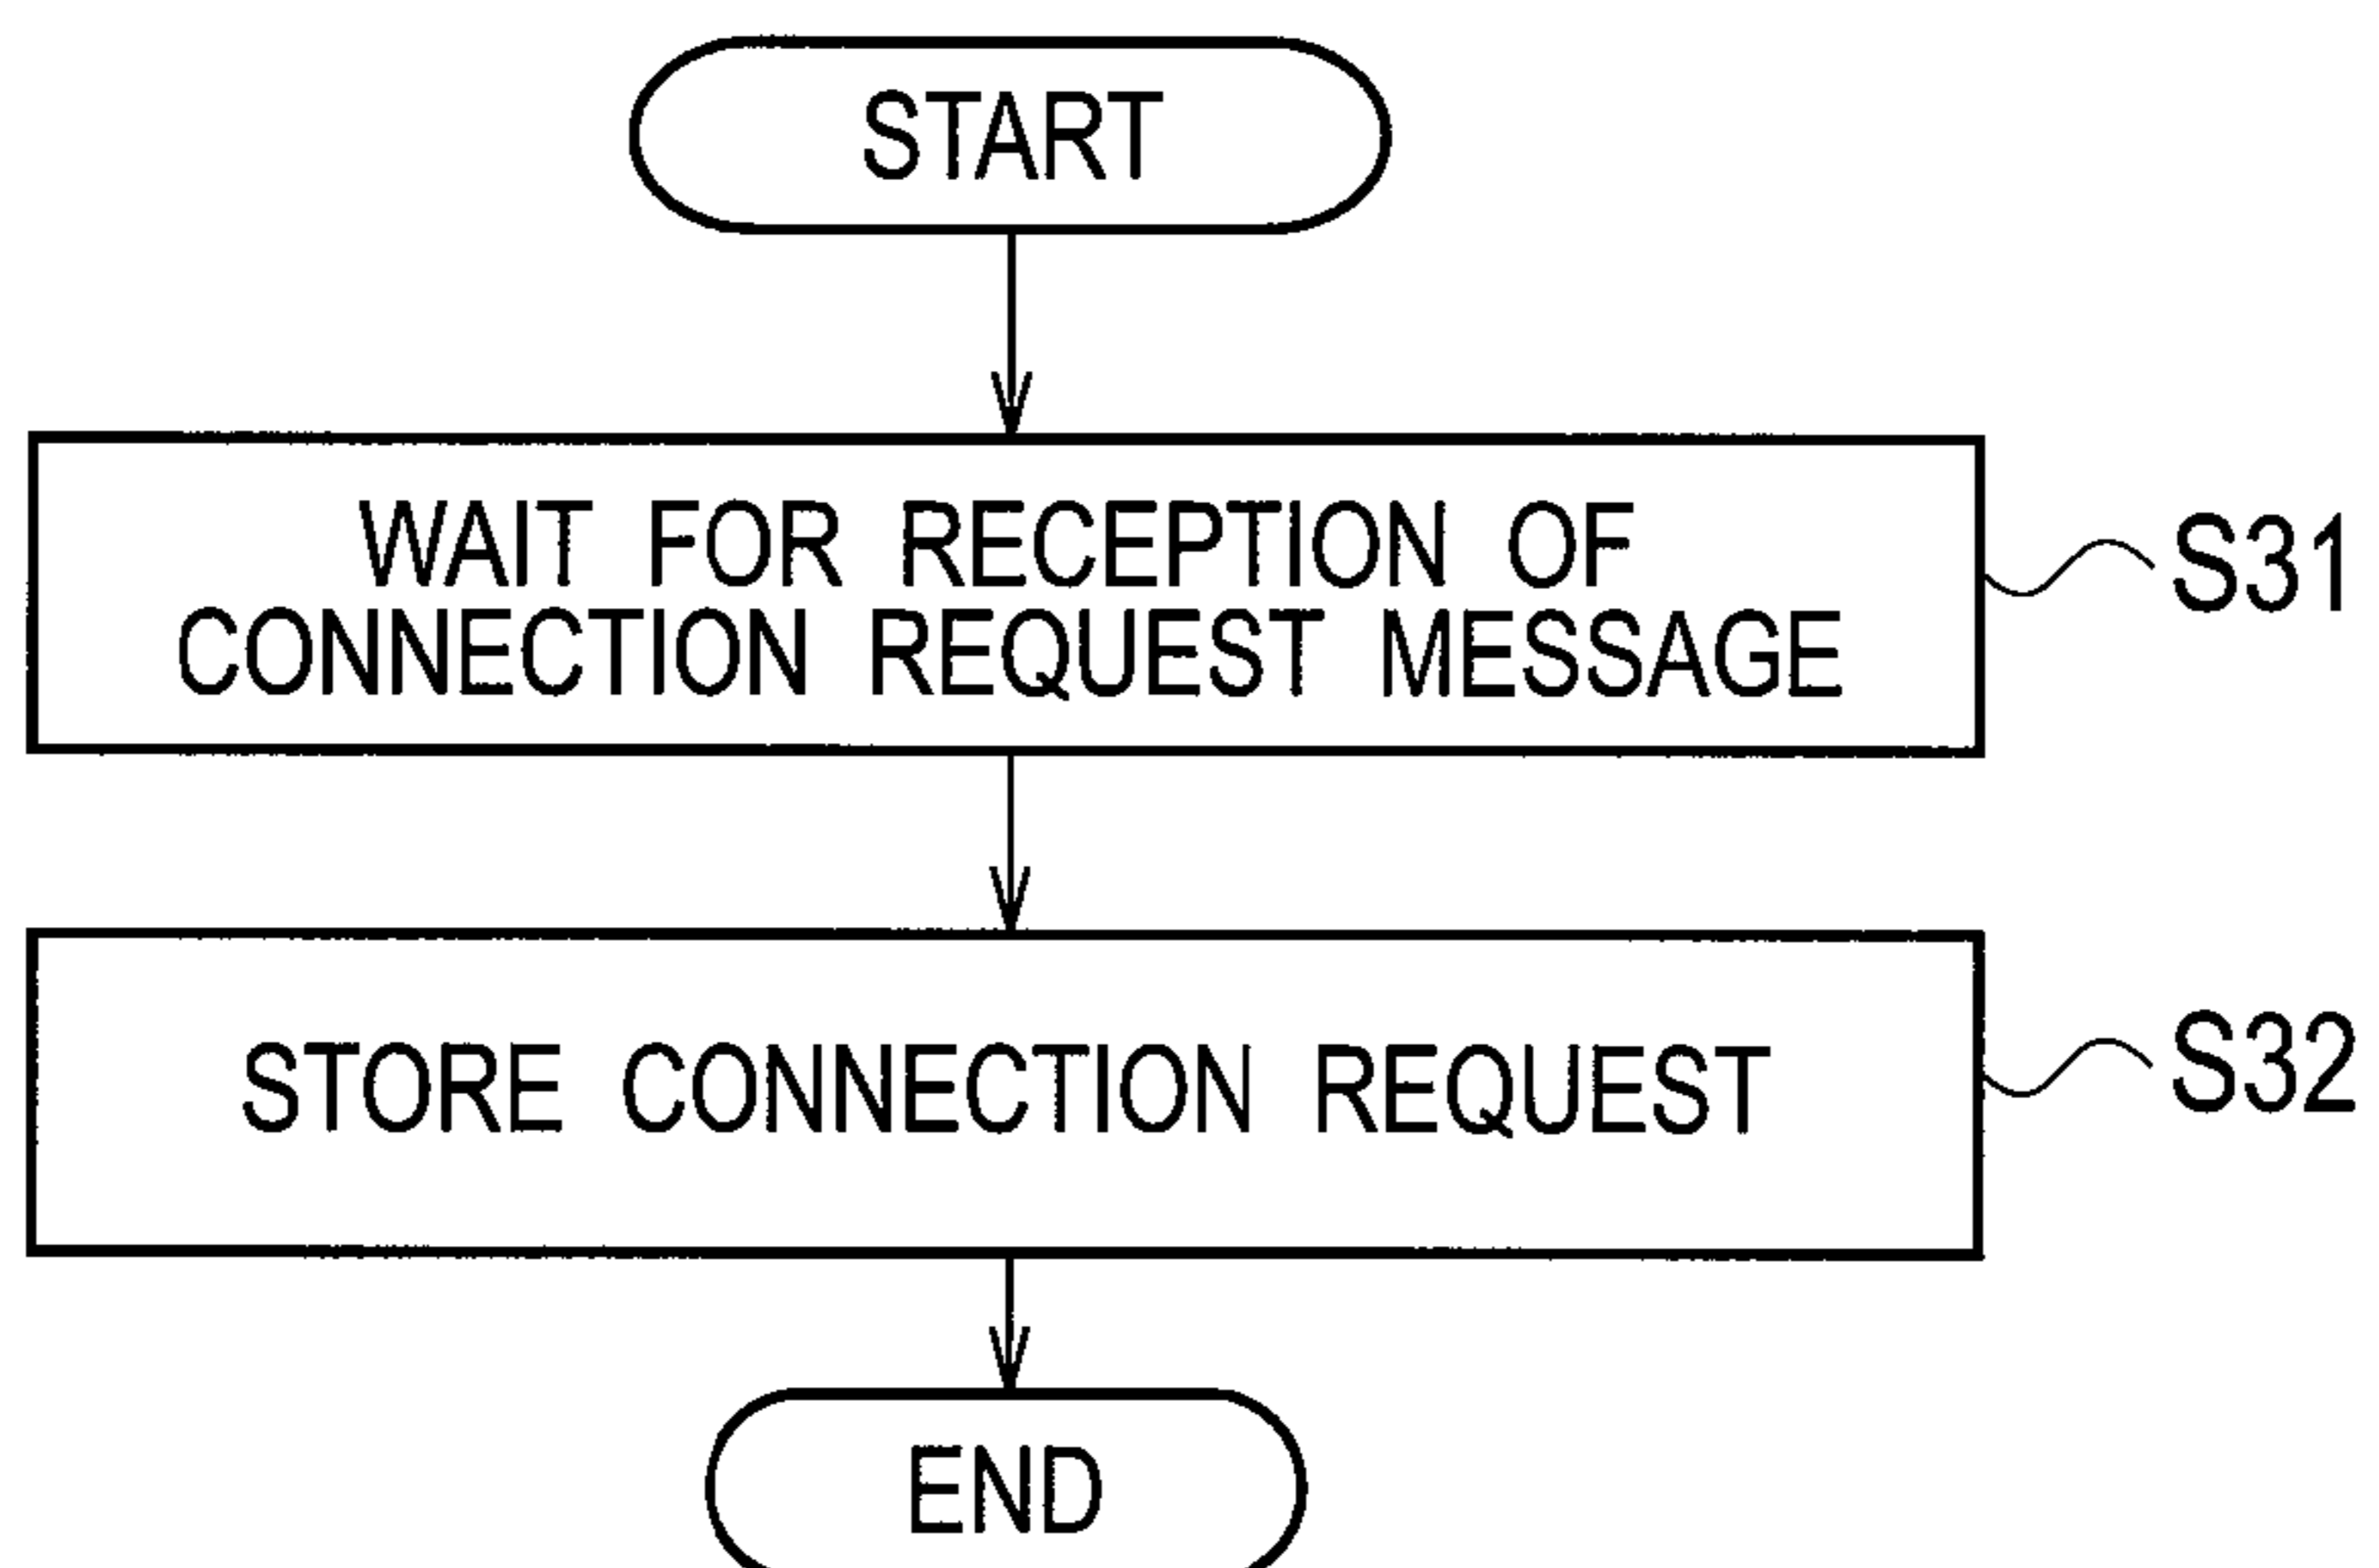 START
WAIT FOR RECEPTION OF
CONNECTION REQUEST MESSAGE
S31
STORE CONNECTION REQUEST
S32
END